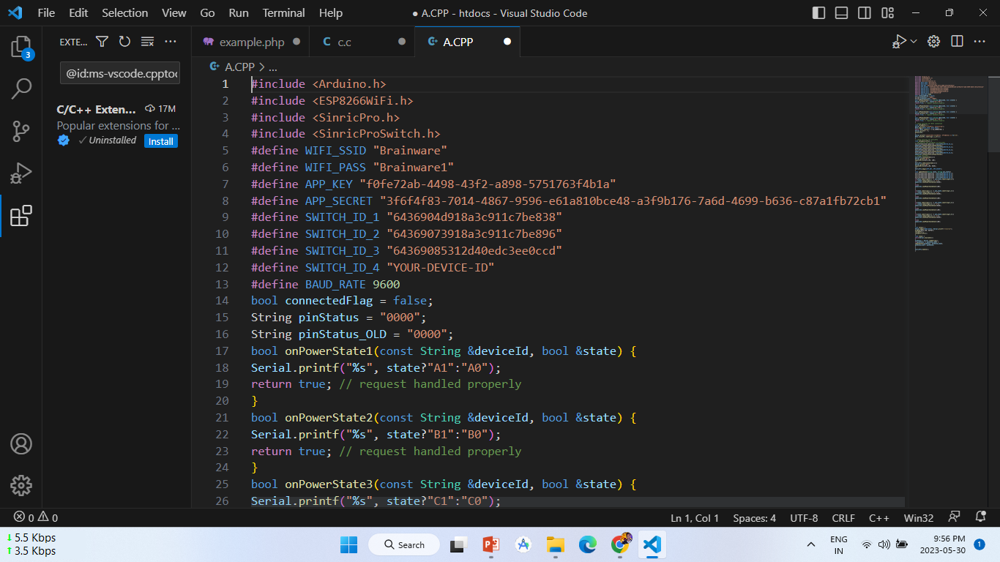 File Edit Selection View Go Run Terminal Help
● A.CPP - htdocs - Visual Studio Code
EXTE...
example.php
C c.c
A.CPP
3
@id:ms-vscode.cpptoo
A.CPP > ...
C/C++ Exten... 17M
Popular extensions for ...
Uninstalled Install
1 #include <Arduino.h>
2 #include <ESP8266WiFi.h>
3 #include <SinricPro.h>
4 #include <SinricProSwitch.h>
5 #define WIFI_SSID "Brainware"
6 #define WIFI_PASS "Brainware1"
7 #define APP_KEY "f0fe72ab-4498-43f2-a898-5751763f4b1a"
8 #define APP_SECRET "3f6f4f83-7014-4867-9596-e61a810bce48-a3f9b176-7a6d-4699-b636-c87a1fb72cb1"
9 #define SWITCH_ID_1 "6436904d918a3c911c7be838"
10 #define SWITCH_ID_2 "64369073918a3c911c7be896"
11 #define SWITCH_ID_3 "64369085312d40edc3ee0ccd"
12 #define SWITCH_ID_4 "YOUR-DEVICE-ID"
13 #define BAUD_RATE 9600
14 bool connectedFlag = false;
15 String pinStatus = "0000";
16 String pinStatus_OLD = "0000";
17 bool onPowerState1(const String &deviceId, bool &state) {
18 Serial.printf("%s", state?"A1":"A0");
19 return true; // request handled properly
20 }
21 bool onPowerState2(const String &deviceId, bool &state) {
22 Serial.printf("%s", state?"B1":"B0");
23 return true; // request handled properly
24 }
25 bool onPowerState3(const String &deviceId, bool &state) {
26 Serial.printf("%s", state?"C1":"C0");
0 0
Ln 1, Col 1 Spaces: 4 UTF-8 CRLF C++ Win32
5.5 Kbps
3.5 Kbps
Search
ENG
IN
9:56 PM
2023-05-30
1